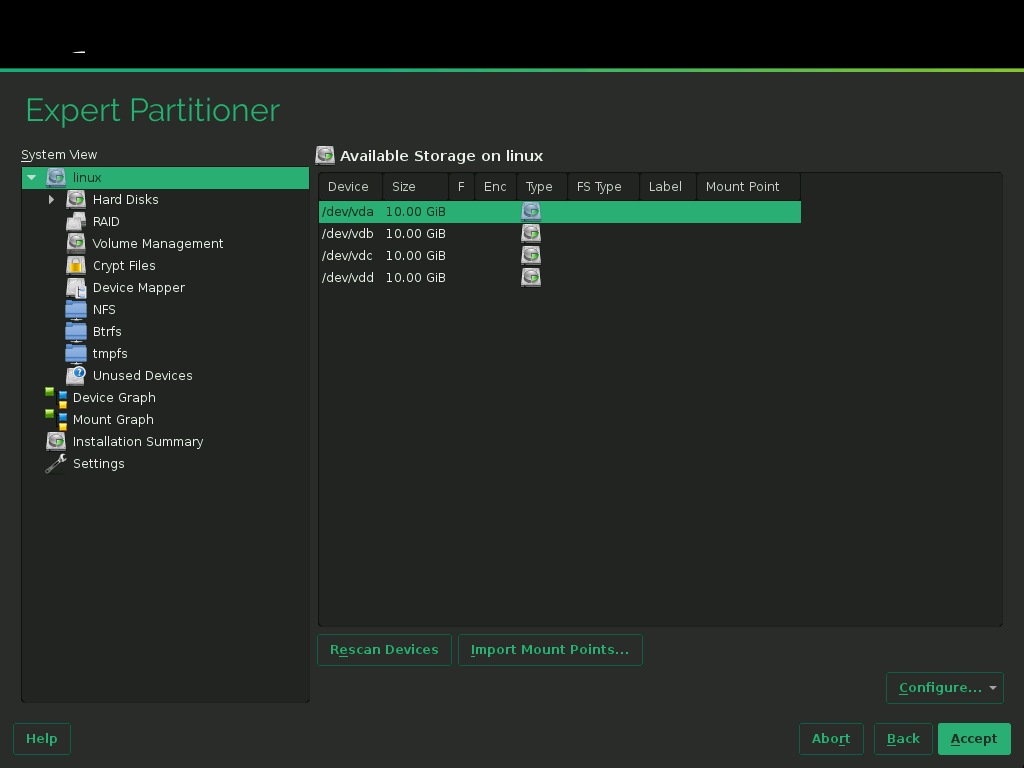 Expert Partitioner
System View
linux
Hard Disks
RAID
Volume Management
Crypt Files
Device Mapper
NFS
Btrfs
tmpfs
Unused Devices
Device Graph
Mount Graph
Installation Summary
Settings
Available Storage on linux
Device Size F Enc Type FS Type Label Mount Point
/dev/vda 10.00 GiB
/dev/vdb 10.00 GiB
/dev/vdc 10.00 GiB
/dev/vdd 10.00 GiB
Rescan Devices Import Mount Points...
Configure...
Help Abort Back Accept